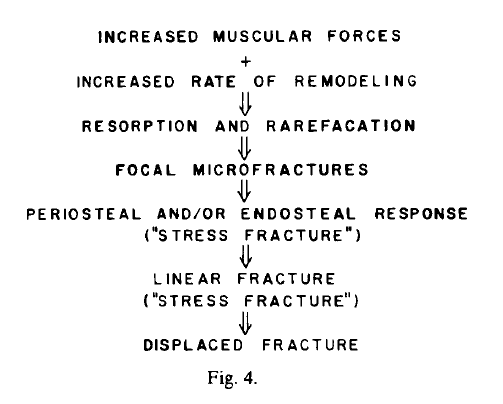 INCREASED MUSCULAR FORCES
+
INCREASED RATE OF REMODELING
⇓
RESORPTION AND RAREFACATION
⇓
FOCAL MICROFRACTURES
⇓
PERIOSTEAL AND/OR ENDOSTEAL RESPONSE
("STRESS FRACTURE")
⇓
LINEAR FRACTURE
("STRESS FRACTURE")
⇓
DISPLACED FRACTURE
Fig. 4.